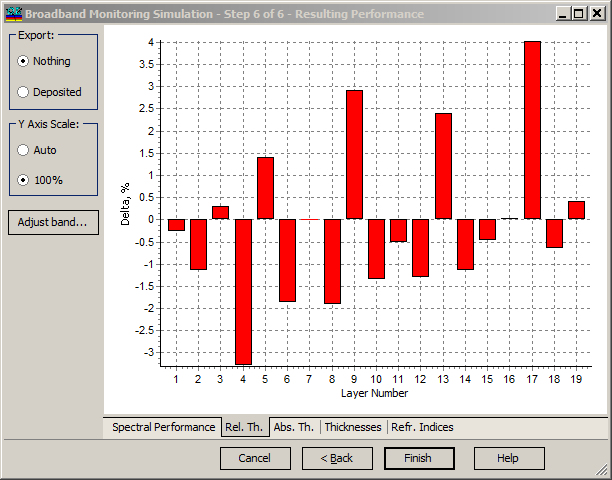 Broadband Monitoring Simulation - Step 6 of 6 - Resulting Performance
Export:
Nothing
Deposited
Y Axis Scale:
Auto
100%
Adjust band...
Delta, %
4
3.5
3
2.5
2
1.5
1
0.5
0
-0.5
-1
-1.5
-2
-2.5
-3
1 2 3 4 5 6 7 8 9 10 11 12 13 14 15 16 17 18 19
Layer Number
Spectral Performance Rel. Th. Abs. Th. Thicknesses Refr. Indices
Cancel < Back Finish Help